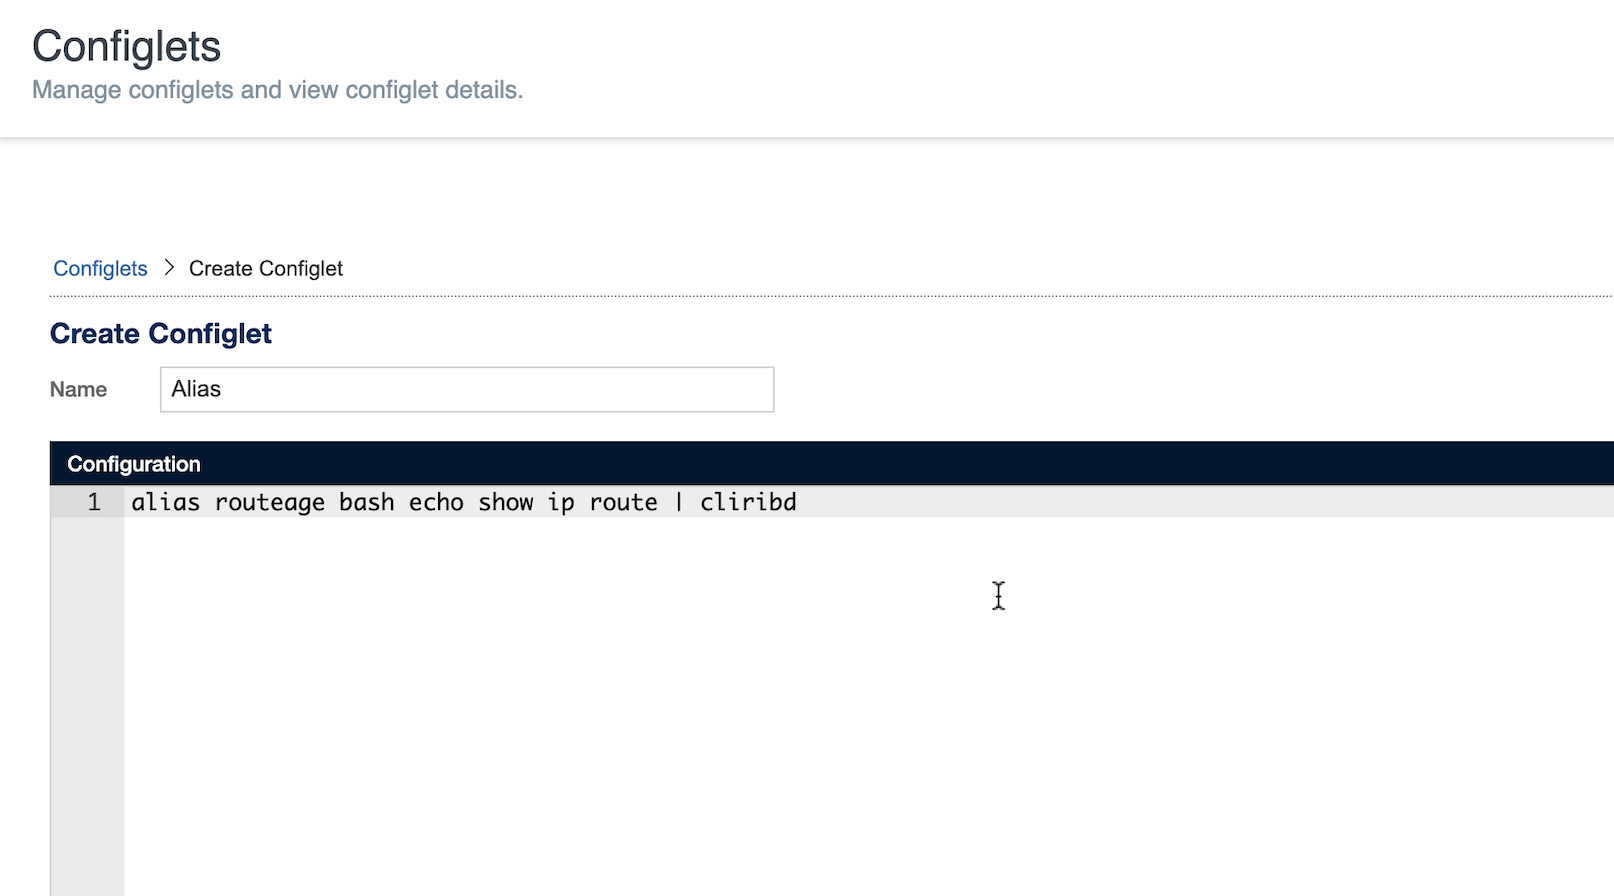 Configlets
Manage configlets and view configlet details.
Configlets > Create Configlet
Create Configlet
Name Alias
Configuration
1 alias routeage bash echo show ip route | cliribd